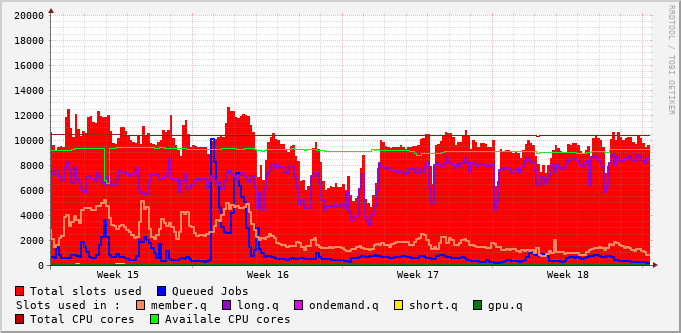 20000
18000
16000
14000
12000
10000
8000
6000
4000
2000
0
Week 15 Week 16 Week 17 Week 18
RRDTOOL / TOBI OETIKER
Total slots used Queued Jobs
Slots used in : member.q long.q ondemand.q short.q gpu.q
Total CPU cores Availale CPU cores